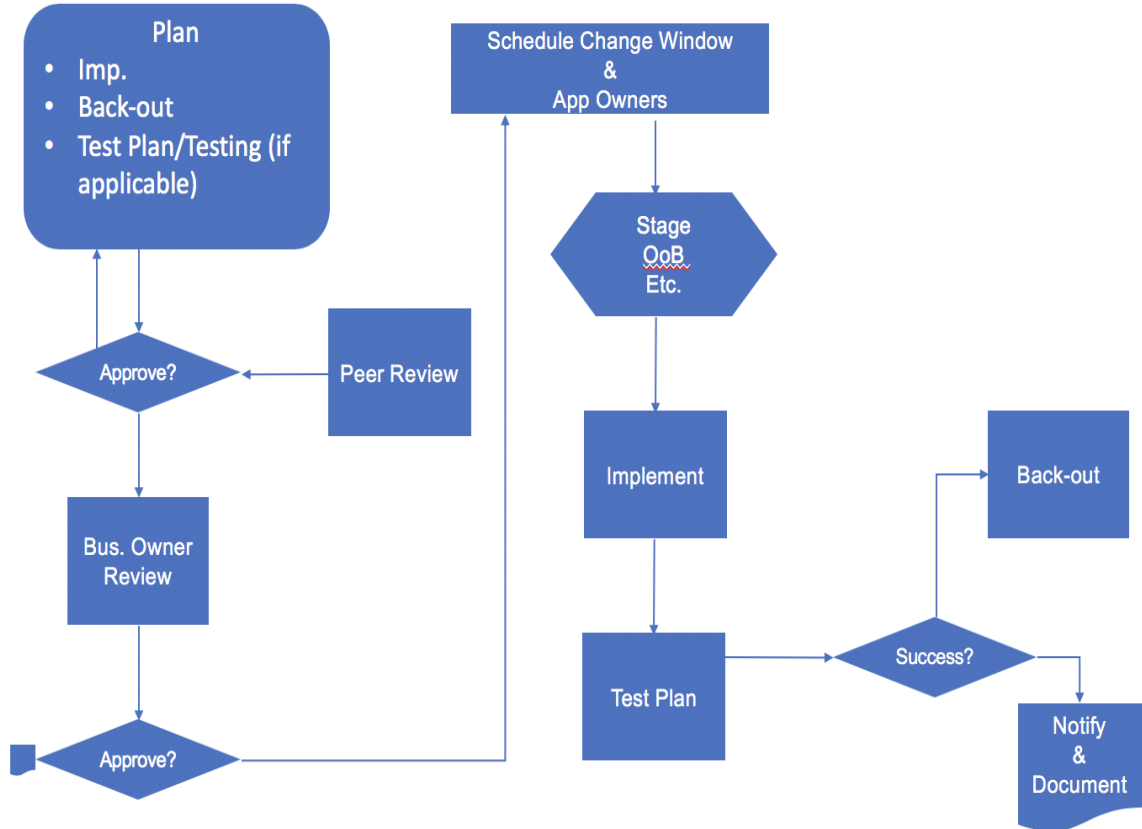 Plan
• Imp.
• Back-out
• Test Plan/Testing (if
applicable)
Approve?
Peer Review
Bus. Owner
Review
Approve?
Schedule Change Window
&
App Owners
Stage
OoB
Etc.
Implement
Test Plan
Success?
Back-out
Notify
&
Document